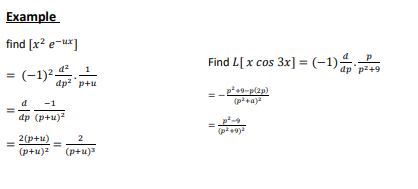 Example
find [x² e⁻ᵘˣ]
= (−1)² d²/dp² · 1/(p+u)
= d/dp −1/(p+u)²
= 2(p+u)/(p+u)² = 2/(p+u)³
Find L[ x cos 3x] = (−1) d/dp · p/(p²+9)
= − (p²+9−p(2p))/(p²+a)²
= (p²−9)/(p²+9)²